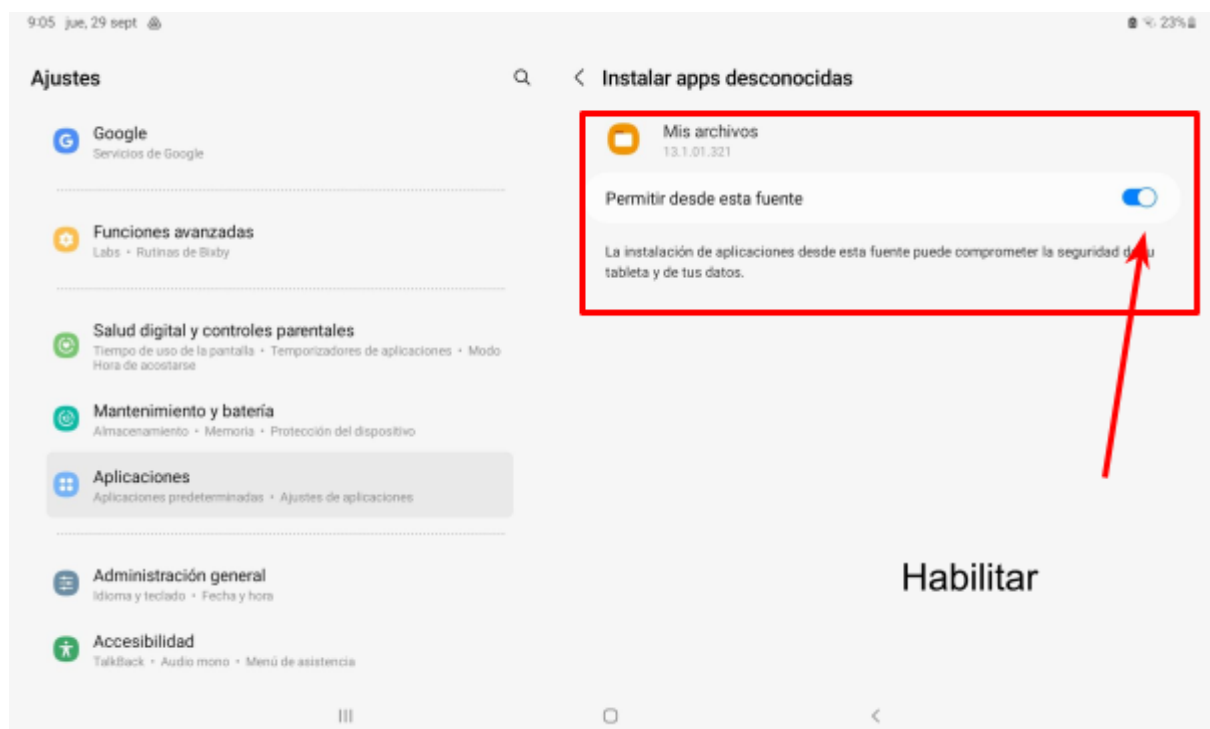 9:05 jue, 29 sept
23%
Ajustes
Google
Servicios de Google
Funciones avanzadas
Labs • Rutinas de Bixby
Salud digital y controles parentales
Tiempo de uso de la pantalla • Temporizadores de aplicaciones • Modo
Hora de acostarse
Mantenimiento y batería
Almacenamiento • Memoria • Protección del dispositivo
Aplicaciones
Aplicaciones predeterminadas • Ajustes de aplicaciones
Administración general
Idioma y teclado • Fecha y hora
Accesibilidad
TalkBack • Audio mono • Menú de asistencia
Instalar apps desconocidas
Mis archivos
13.1.01.321
Permitir desde esta fuente
La instalación de aplicaciones desde esta fuente puede comprometer la seguridad
tableta y de tus datos.
Habilitar